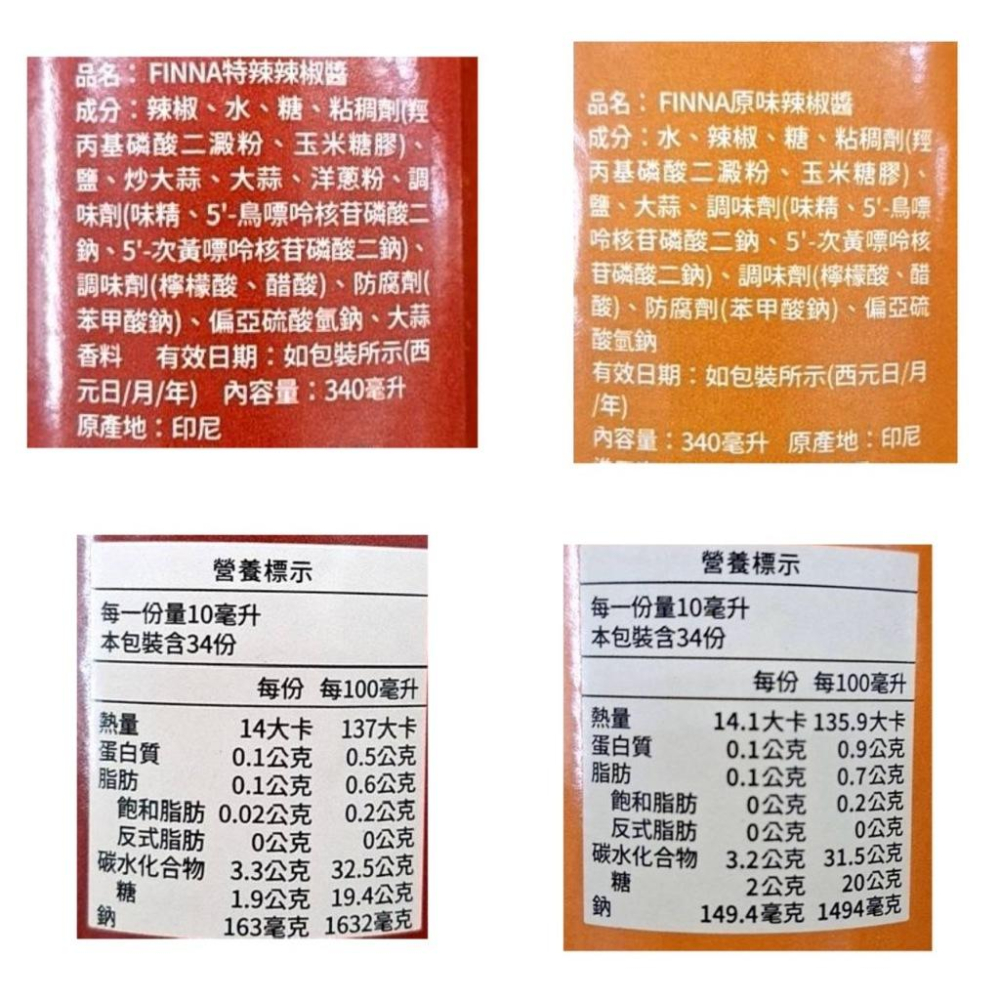 品名：FINNA特辣辣椒醬
成分：辣椒、水、糖、粘稠劑(羥
丙基磷酸二澱粉、玉米糖膠)、
鹽、炒大蒜、大蒜、洋蔥粉、調
味劑(味精、5'-鳥嘌呤核苷磷酸二
鈉、5'-次黃嘌呤核苷磷酸二鈉)、
調味劑(檸檬酸、醋酸)、防腐劑(
苯甲酸鈉)、偏亞硫酸氫鈉、大蒜
香料 有效日期：如包裝所示(西
元日/月/年) 內容量：340毫升
原產地：印尼
品名：FINNA原味辣椒醬
成分：水、辣椒、糖、粘稠劑(羥
丙基磷酸二澱粉、玉米糖膠)、
鹽、大蒜、調味劑(味精、5'-鳥嘌
呤核苷磷酸二鈉、5'-次黃嘌呤核
苷磷酸二鈉)、調味劑(檸檬酸、醋
酸)、防腐劑(苯甲酸鈉)、偏亞硫
酸氫鈉
有效日期：如包裝所示(西元日/月
/年)
內容量：340毫升 原產地：印尼
營養標示
每一份量10毫升
本包裝含34份
每份 每100毫升
熱量 14大卡 137大卡
蛋白質 0.1公克 0.5公克
脂肪 0.1公克 0.6公克
飽和脂肪 0.02公克 0.2公克
反式脂肪 0公克 0公克
碳水化合物 3.3公克 32.5公克
糖 1.9公克 19.4公克
鈉 163毫克 1632毫克
營養標示
每一份量10毫升
本包裝含34份
每份 每100毫升
熱量 14.1大卡 135.9大卡
蛋白質 0.1公克 0.9公克
脂肪 0.1公克 0.7公克
飽和脂肪 0公克 0.2公克
反式脂肪 0公克 0公克
碳水化合物 3.2公克 31.5公克
糖 2公克 20公克
鈉 149.4毫克 1494毫克